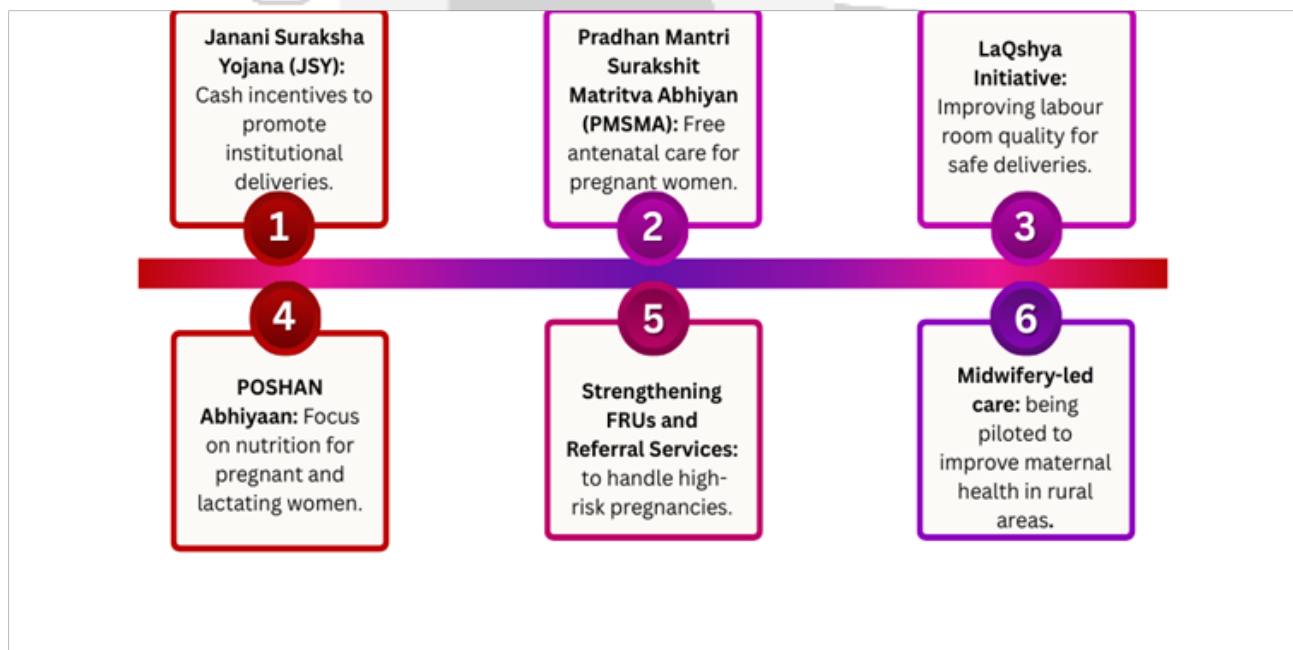 Janani Suraksha
Yojana (JSY):
Cash incentives to
promote
institutional
deliveries.
1
Pradhan Mantri
Surakshit
Matritva Abhiyan
(PMSMA): Free
antenatal care for
pregnant women.
2
LaQshya
Initiative:
Improving labour
room quality for
safe deliveries.
3
4
POSHAN
Abhiyaan: Focus
on nutrition for
pregnant and
lactating women.
5
Strengthening
FRUs and
Referral Services:
to handle high-
risk pregnancies.
6
Midwifery-led
care: being
piloted to
improve maternal
health in rural
areas.